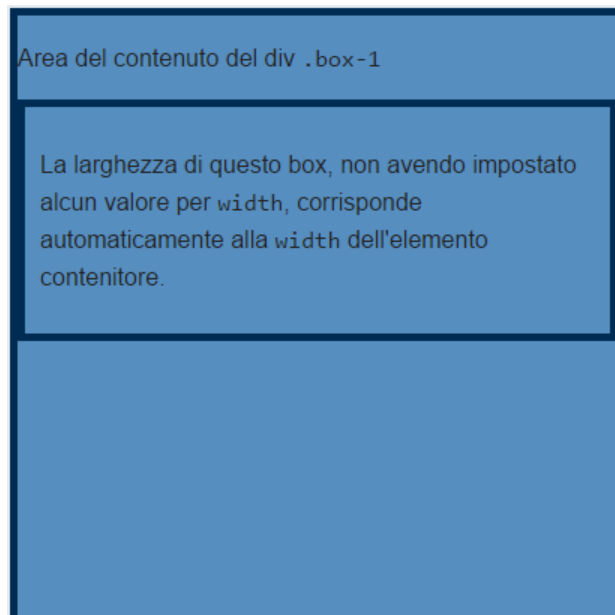 Area del contenuto del div .box-1
La larghezza di questo box, non avendo impostato
alcun valore per width, corrisponde
automaticamente alla width dell'elemento
contenitore.